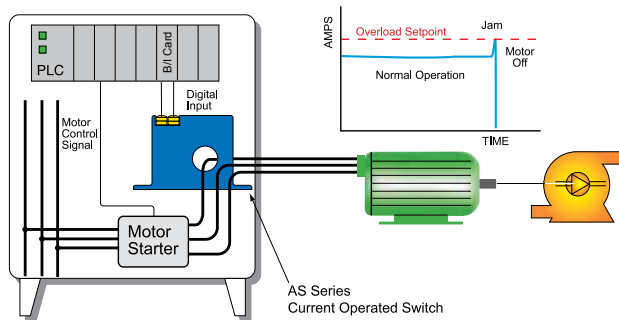 PLC
B/I Card
Digital
Input
Motor
Control
Signal
Motor
Starter
AS Series
Current Operated Switch
AMPS
Overload Setpoint
Jam
Motor
Off
Normal Operation
TIME